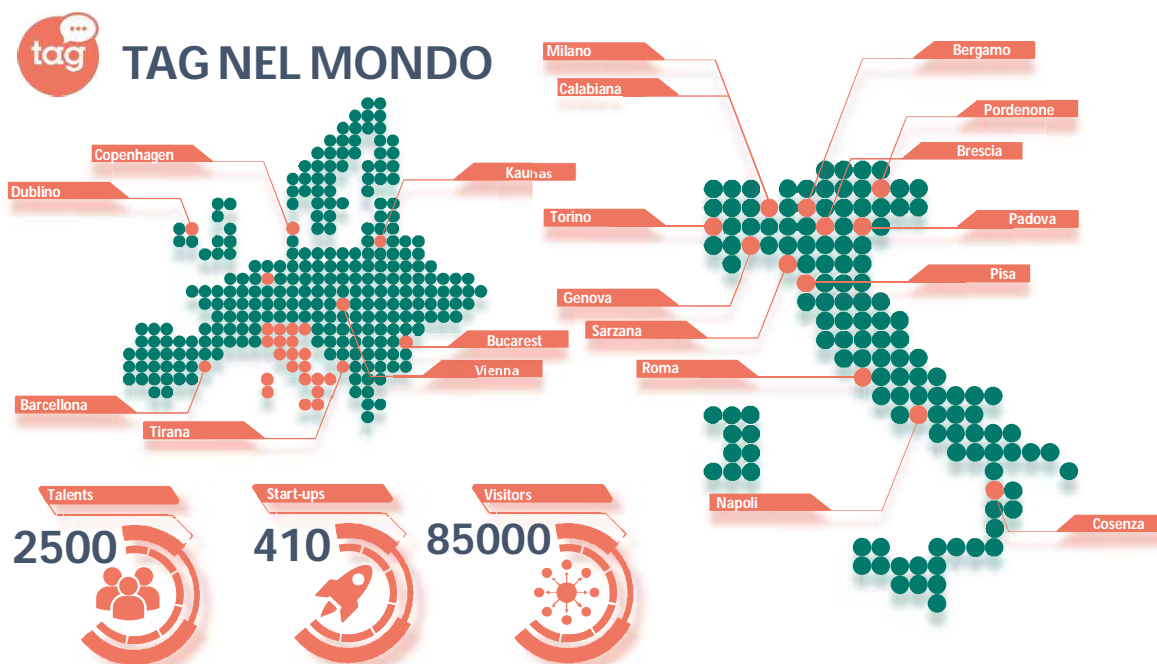 tag
TAG NEL MONDO
Copenhagen
Dublino
Kaunas
Bucarest
Vienna
Barcellona
Tirana
Milano
Calabiana
Bergamo
Pordenone
Brescia
Torino
Padova
Pisa
Genova
Sarzana
Roma
Napoli
Cosenza
Talents
2500
Start-ups
410
Visitors
85000